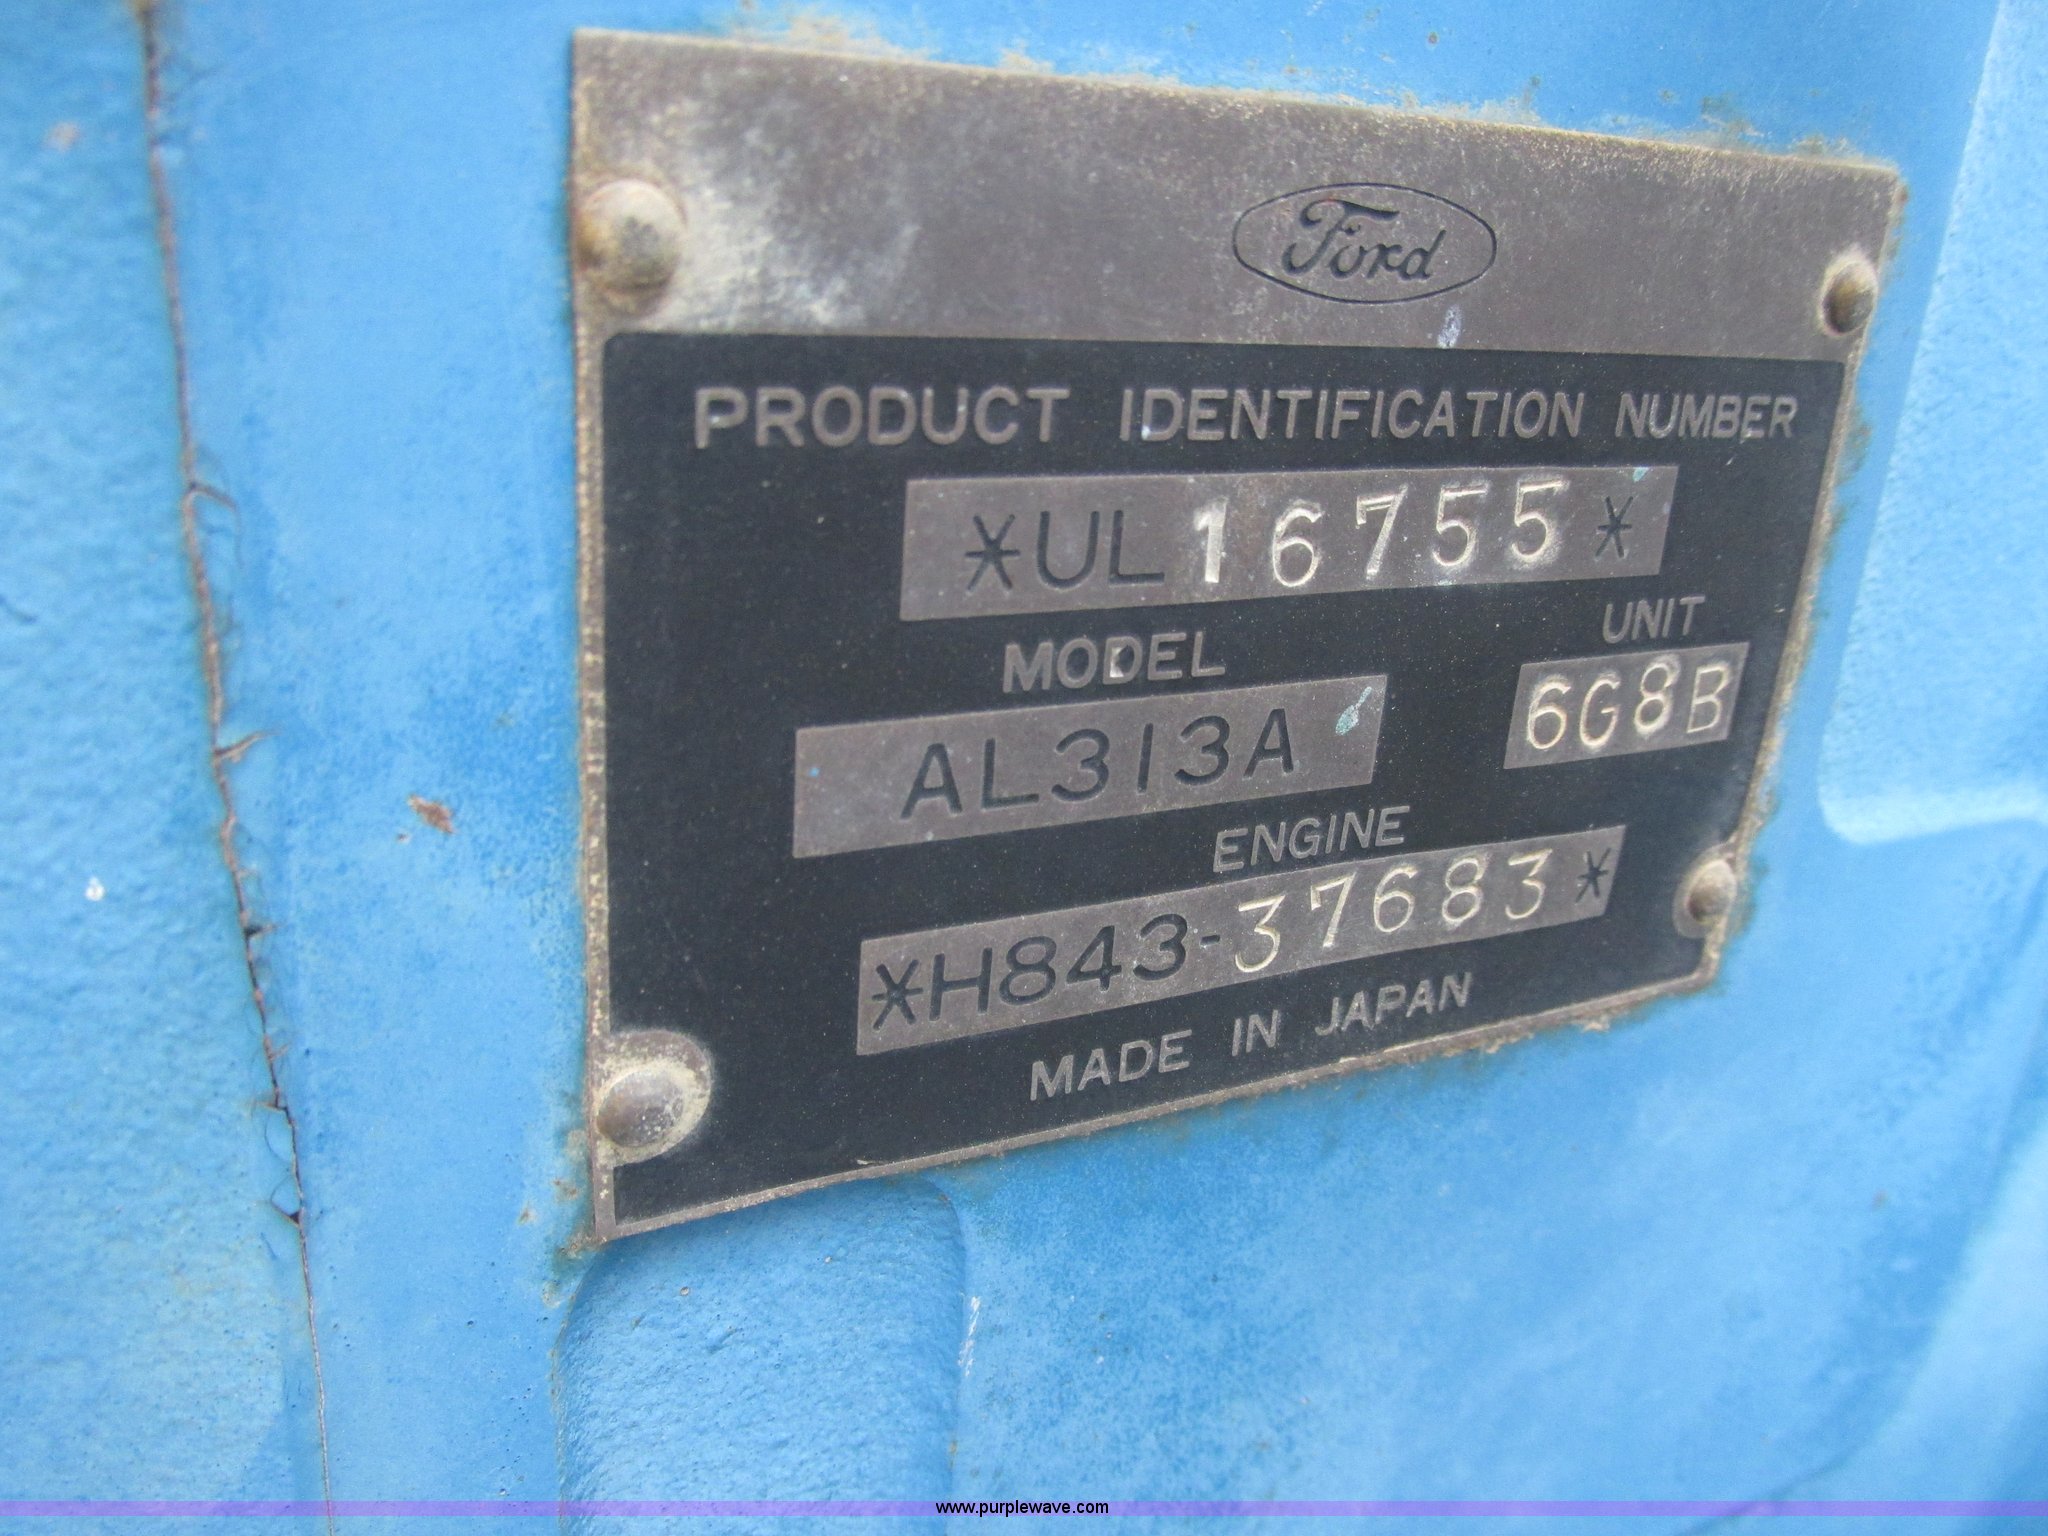 Ford
PRODUCT IDENTIFICATION NUMBER
*UL16755*
MODEL UNIT
AL313A 6G8B
ENGINE
*H843-37683*
MADE IN JAPAN
www.purplewave.com